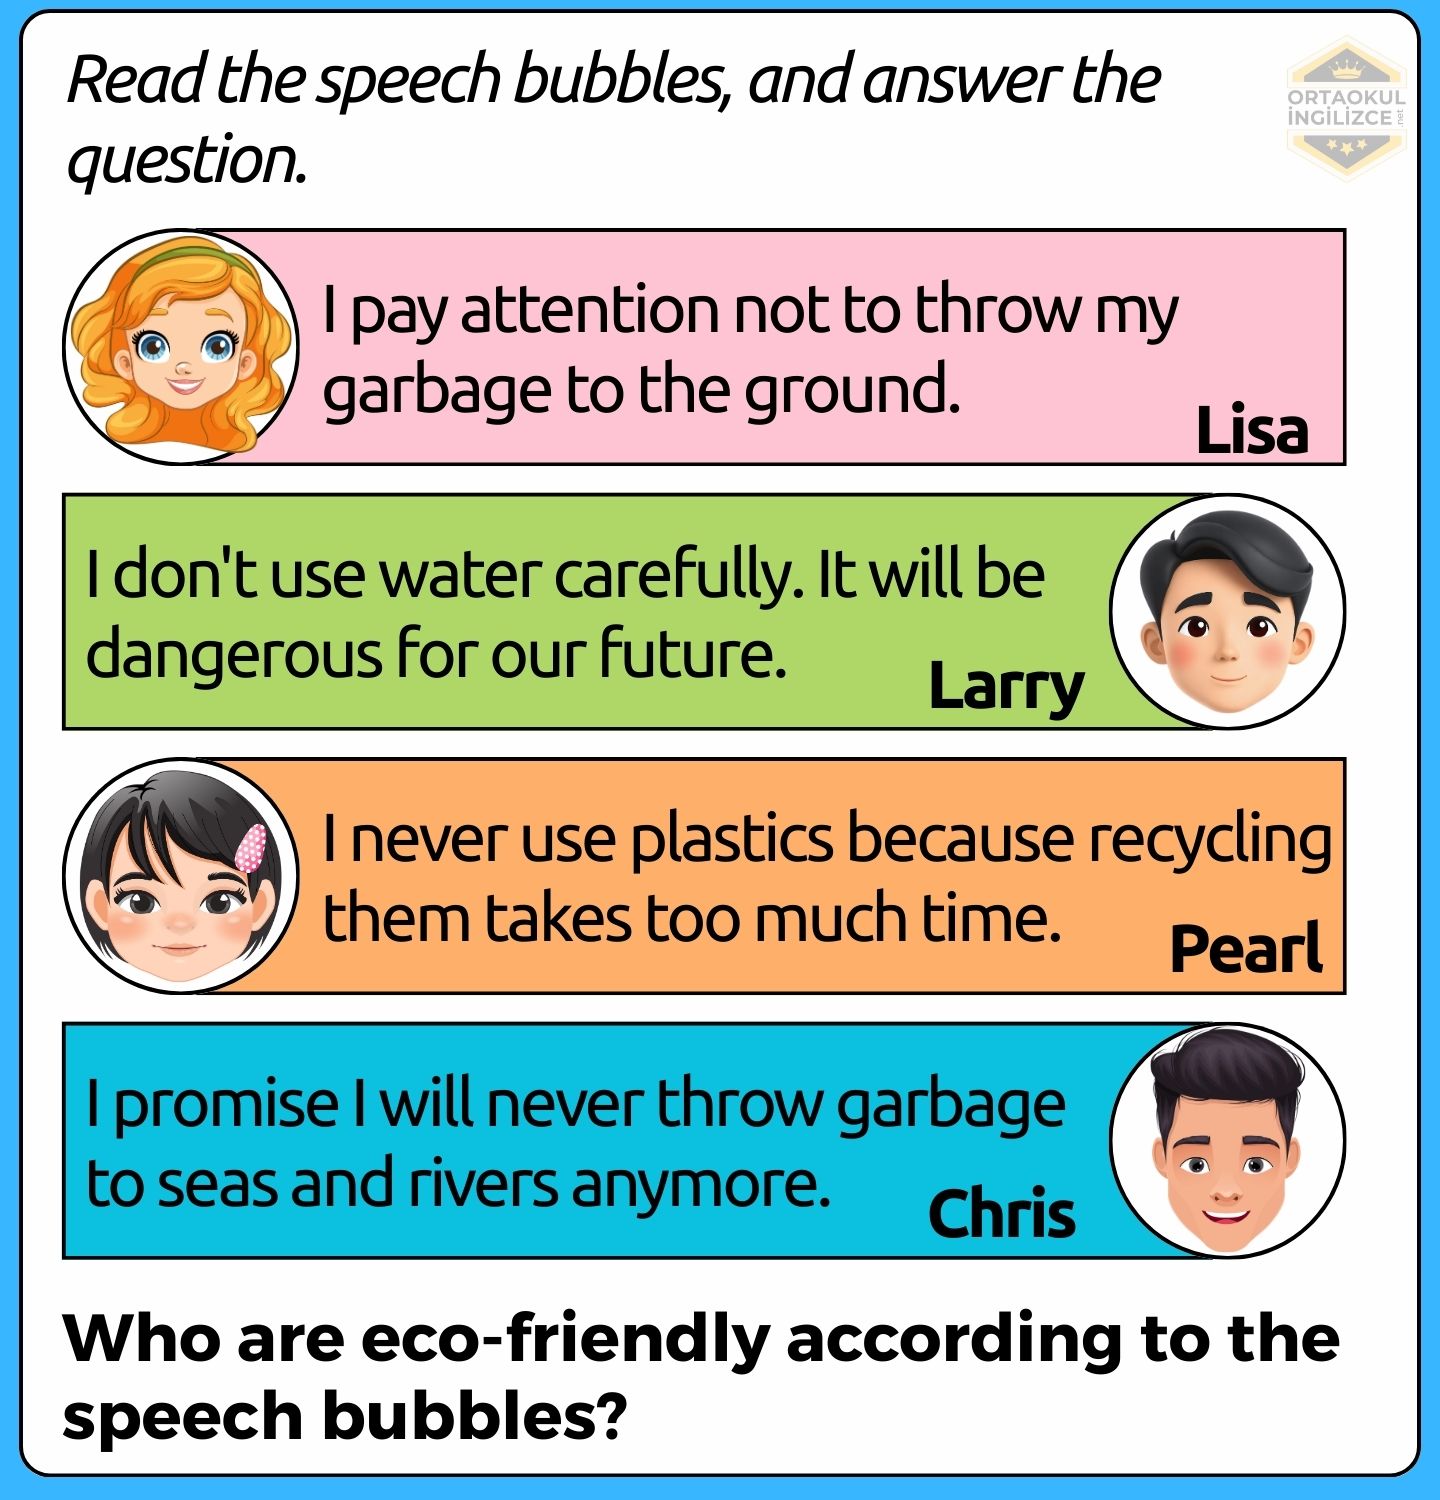 Read the speech bubbles, and answer the
question.
ORTAOKUL
İNGİLİZCE
.net
I pay attention not to throw my
garbage to the ground.
Lisa
I don't use water carefully. It will be
dangerous for our future.
Larry
I never use plastics because recycling
them takes too much time.
Pearl
I promise I will never throw garbage
to seas and rivers anymore.
Chris
Who are eco-friendly according to the
speech bubbles?